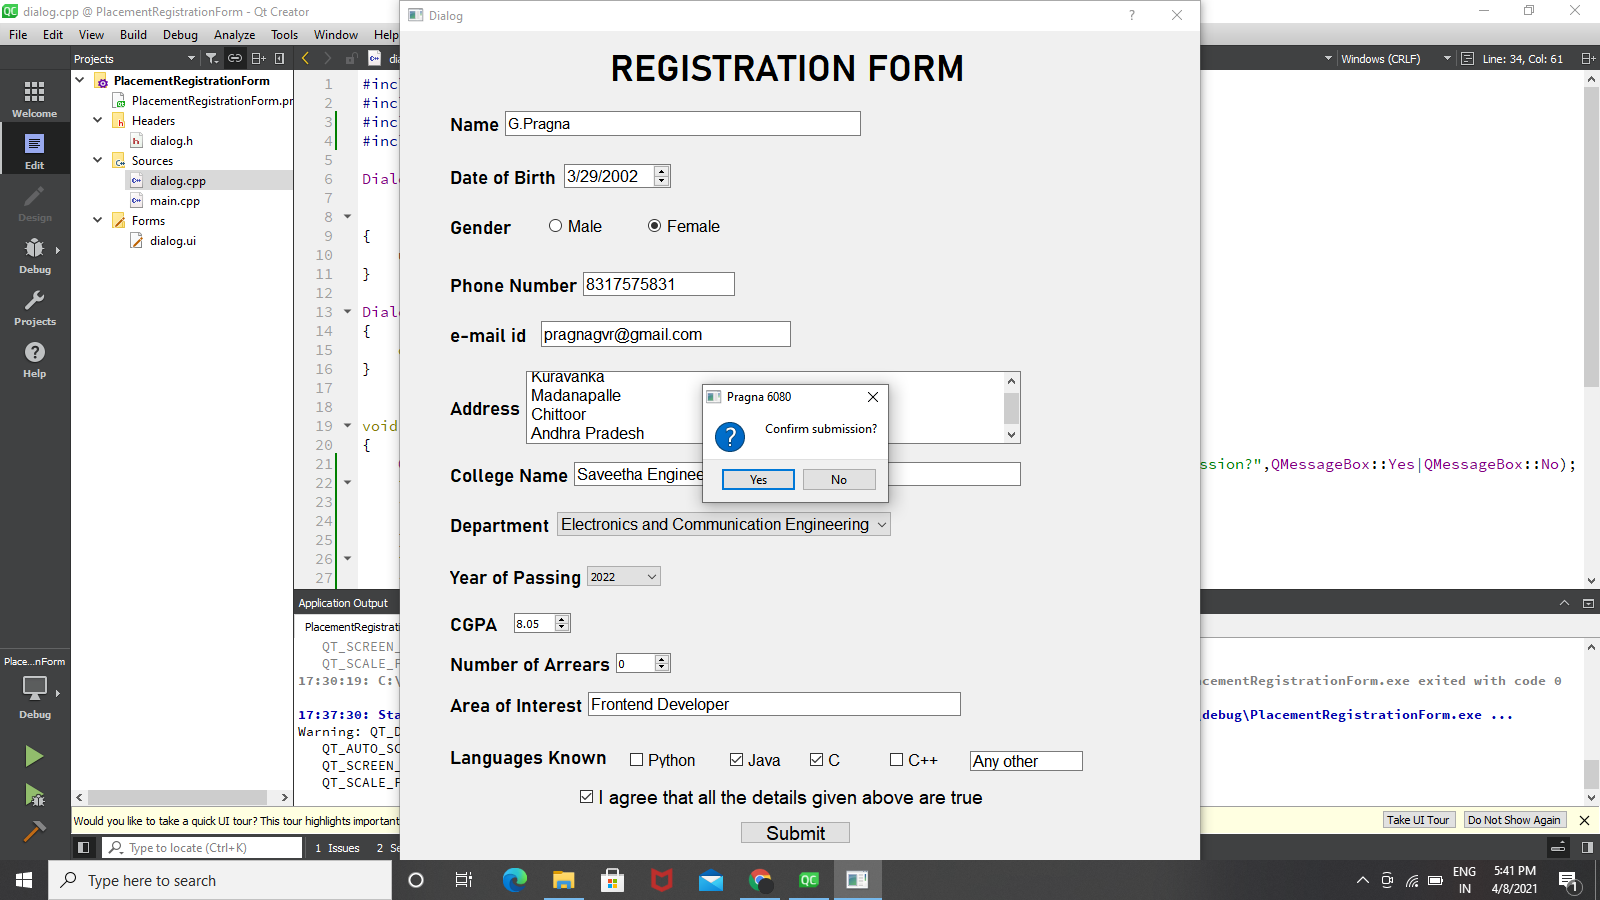 dialog.cpp @ PlacementRegistrationForm - Qt Creator
File Edit View Build Debug Analyze Tools Window Help
Projects
Windows (CRLF)
Line: 34, Col: 61
Welcome
Edit
Design
Debug
Projects
Help
Place...nForm
Debug
PlacementRegistrationForm
PlacementRegistrationForm.pr
Headers
dialog.h
Sources
dialog.cpp
main.cpp
Forms
dialog.ui
1 #incl
2 #incl
3 #incl
4 #incl
5
6 Dial
7
8
9 {
10
11 }
12
13 Dial
14 {
15
16 }
17
18
19 void
20 {
21 ssion?",QMessageBox::Yes|QMessageBox::No);
22
23
24
25
26
27
Dialog
REGISTRATION FORM
Name G.Pragna
Date of Birth 3/29/2002
Gender Male Female
Phone Number 8317575831
e-mail id pragnagvr@gmail.com
Address
Kuravanka
Madanapalle
Chittoor
Andhra Pradesh
College Name Saveetha Enginee
Department Electronics and Communication Engineering
Year of Passing 2022
CGPA 8.05
Number of Arrears 0
Area of Interest Frontend Developer
Languages Known Python Java C C++ Any other
I agree that all the details given above are true
Submit
Pragna 6080
Confirm submission?
Yes No
Application Output
PlacementRegistrati
QT_SCREEN_
QT_SCALE_F
17:30:19: C:\ cementRegistrationForm.exe exited with code 0
17:37:30: Sta debug\PlacementRegistrationForm.exe ...
Warning: QT_D
QT_AUTO_SC
QT_SCREEN_
QT_SCALE_F
Would you like to take a quick UI tour? This tour highlights important
Take UI Tour Do Not Show Again
Type to locate (Ctrl+K)
1 Issues 2 Se
Type here to search
ENG
IN
5:41 PM
4/8/2021
1